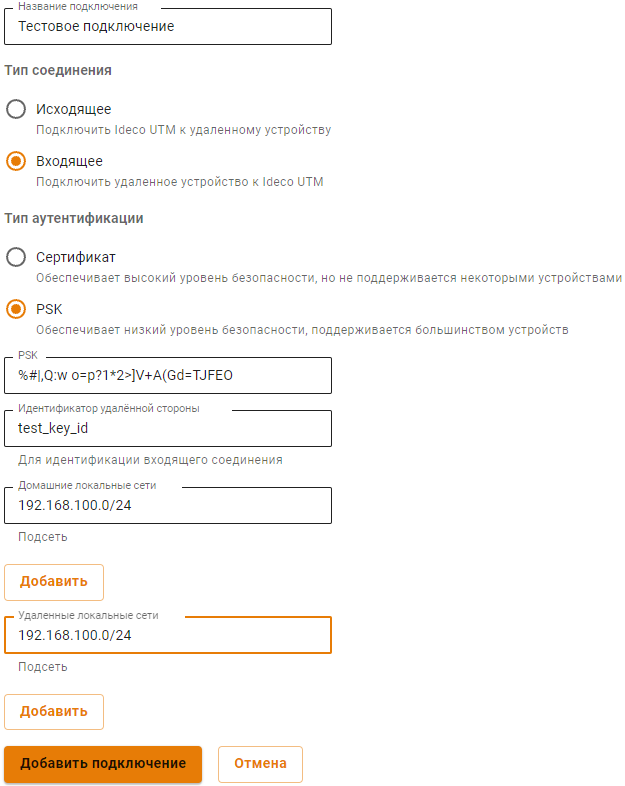 Название подключения
Тестовое подключение
Тип соединения
Исходящее
Подключить Ideco UTM к удаленному устройству
Входящее
Подключить удаленное устройство к Ideco UTM
Тип аутентификации
Сертификат
Обеспечивает высокий уровень безопасности, но не поддерживается некоторыми устройствами
PSK
Обеспечивает низкий уровень безопасности, поддерживается большинством устройств
PSK
%#|,Q:w o=p?1*2>]V+A(Gd=TJFEO
Идентификатор удалённой стороны
test_key_id
Для идентификации входящего соединения
Домашние локальные сети
192.168.100.0/24
Подсеть
Добавить
Удаленные локальные сети
192.168.100.0/24
Подсеть
Добавить
Добавить подключение
Отмена